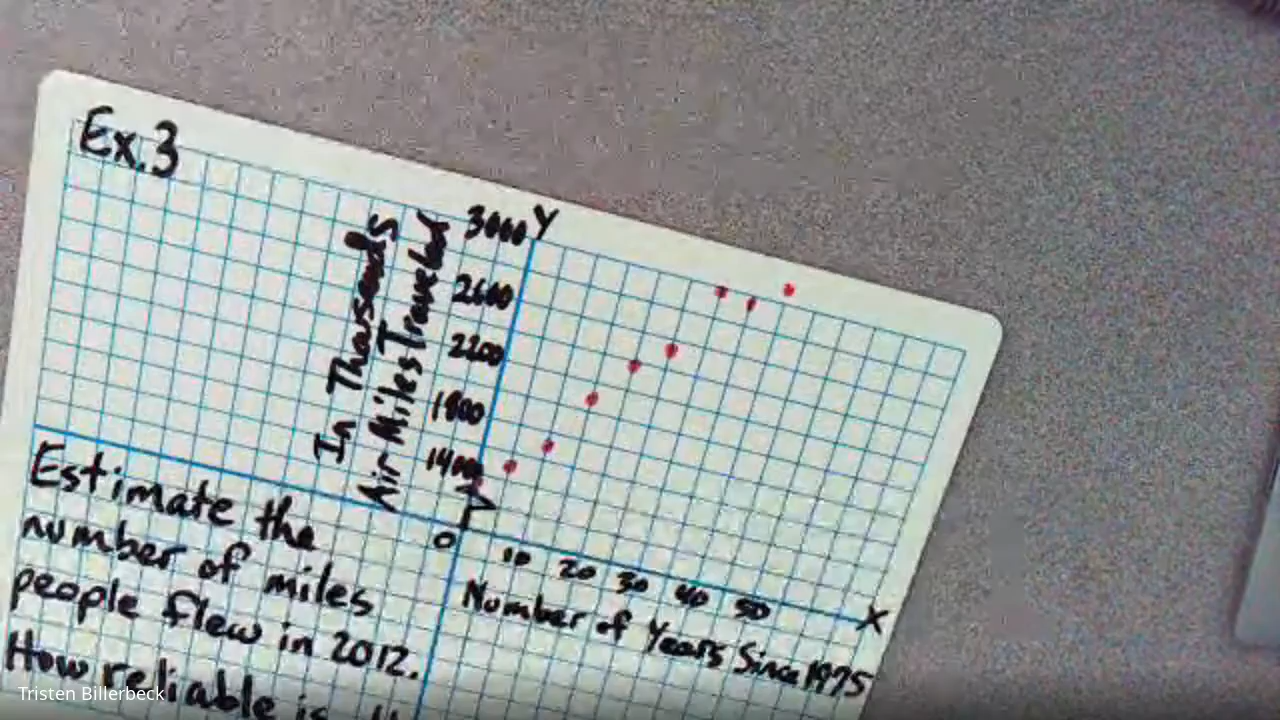 Ex.3
In Thousands
Air Miles Traveled
3000 Y
2600
2200
1800
1400
0 10 20 30 40 50 X
Number of Years Since 1975
Estimate the
number of miles
people flew in 2012.
How reliable is
Tristen Billerbeck